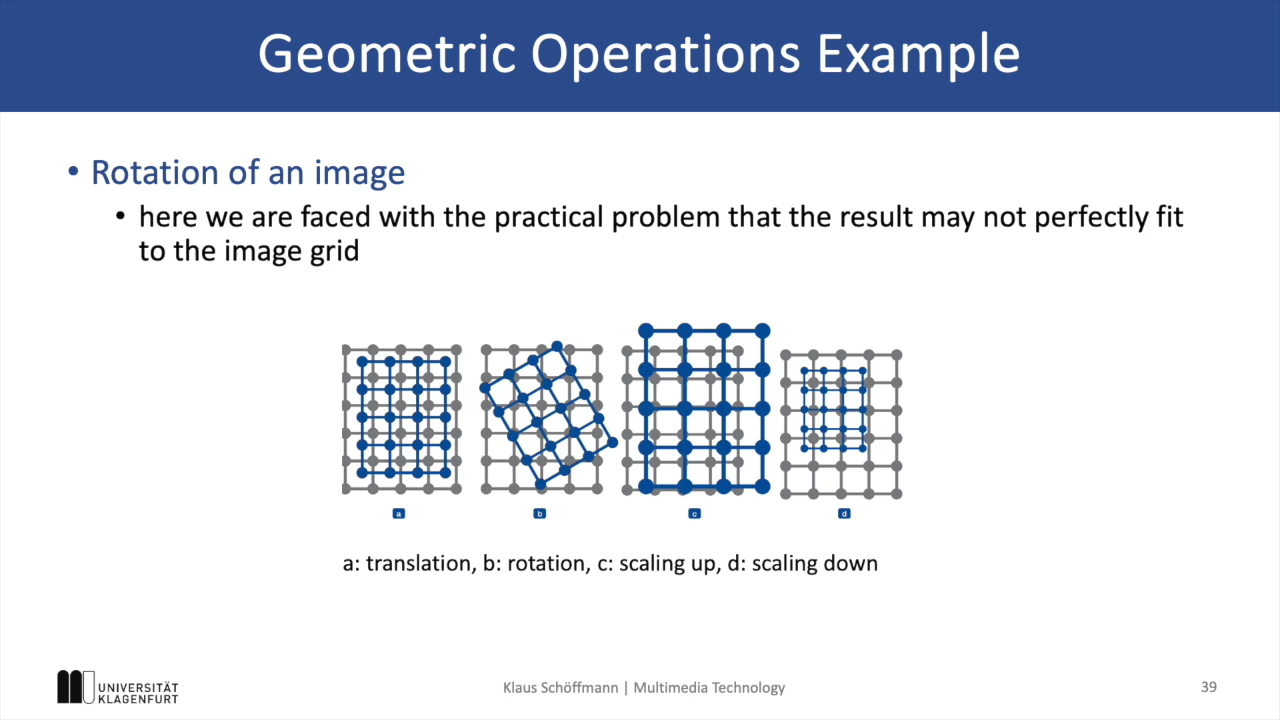 Geometric Operations Example
• Rotation of an image
• here we are faced with the practical problem that the result may not perfectly fit
to the image grid
a b c d
a: translation, b: rotation, c: scaling up, d: scaling down
UNIVERSITÄT
KLAGENFURT
Klaus Schöffmann | Multimedia Technology
39